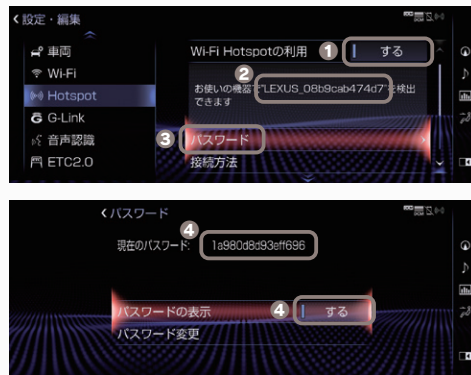 設定・編集
車両
Wi-Fi
Hotspot
G-Link
音声認識
ETC2.0
Wi-Fi Hotspotの利用
1
する
2
お使いの機器で"LEXUS_08b9cab474d7"を検出
できます
3
パスワード
接続方法
パスワード
4
現在のパスワード: 1a980d8d93eff696
パスワードの表示
4
する
パスワード変更